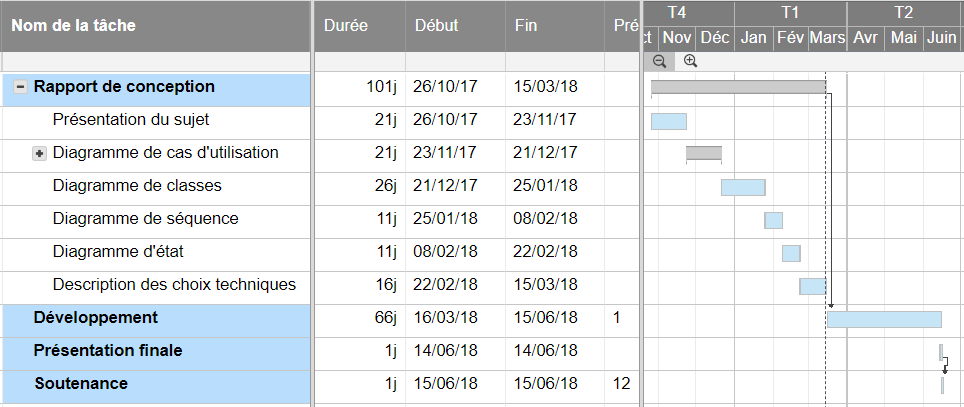 Nom de la tâche Durée Début Fin Pré T4 T1 T2
Nov Déc Jan Fév Mars Avr Mai Juin
Rapport de conception 101j 26/10/17 15/03/18
Présentation du sujet 21j 26/10/17 23/11/17
Diagramme de cas d'utilisation 21j 23/11/17 21/12/17
Diagramme de classes 26j 21/12/17 25/01/18
Diagramme de séquence 11j 25/01/18 08/02/18
Diagramme d'état 11j 08/02/18 22/02/18
Description des choix techniques 16j 22/02/18 15/03/18
Développement 66j 16/03/18 15/06/18 1
Présentation finale 1j 14/06/18 14/06/18
Soutenance 1j 15/06/18 15/06/18 12